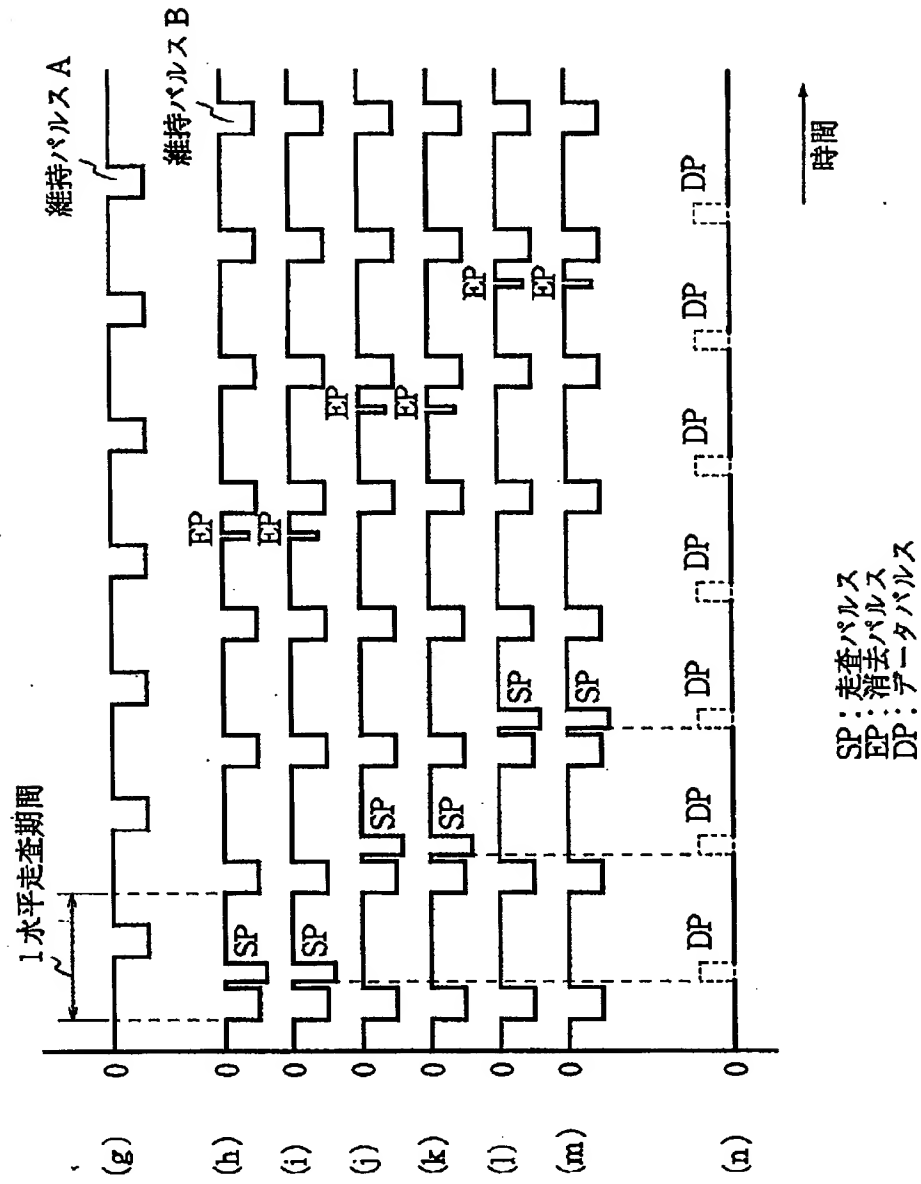 1水平走査期間
維持パルスA
維持パルスB
(g) 0
(h) 0 SP EP
(i) 0 SP EP
(j) 0 SP EP
(k) 0 SP EP
(l) 0 SP EP
(m) 0 SP EP
(n) 0 DP DP DP DP DP DP DP
時間
SP:走査パルス
EP:消去パルス
DP:データパルス